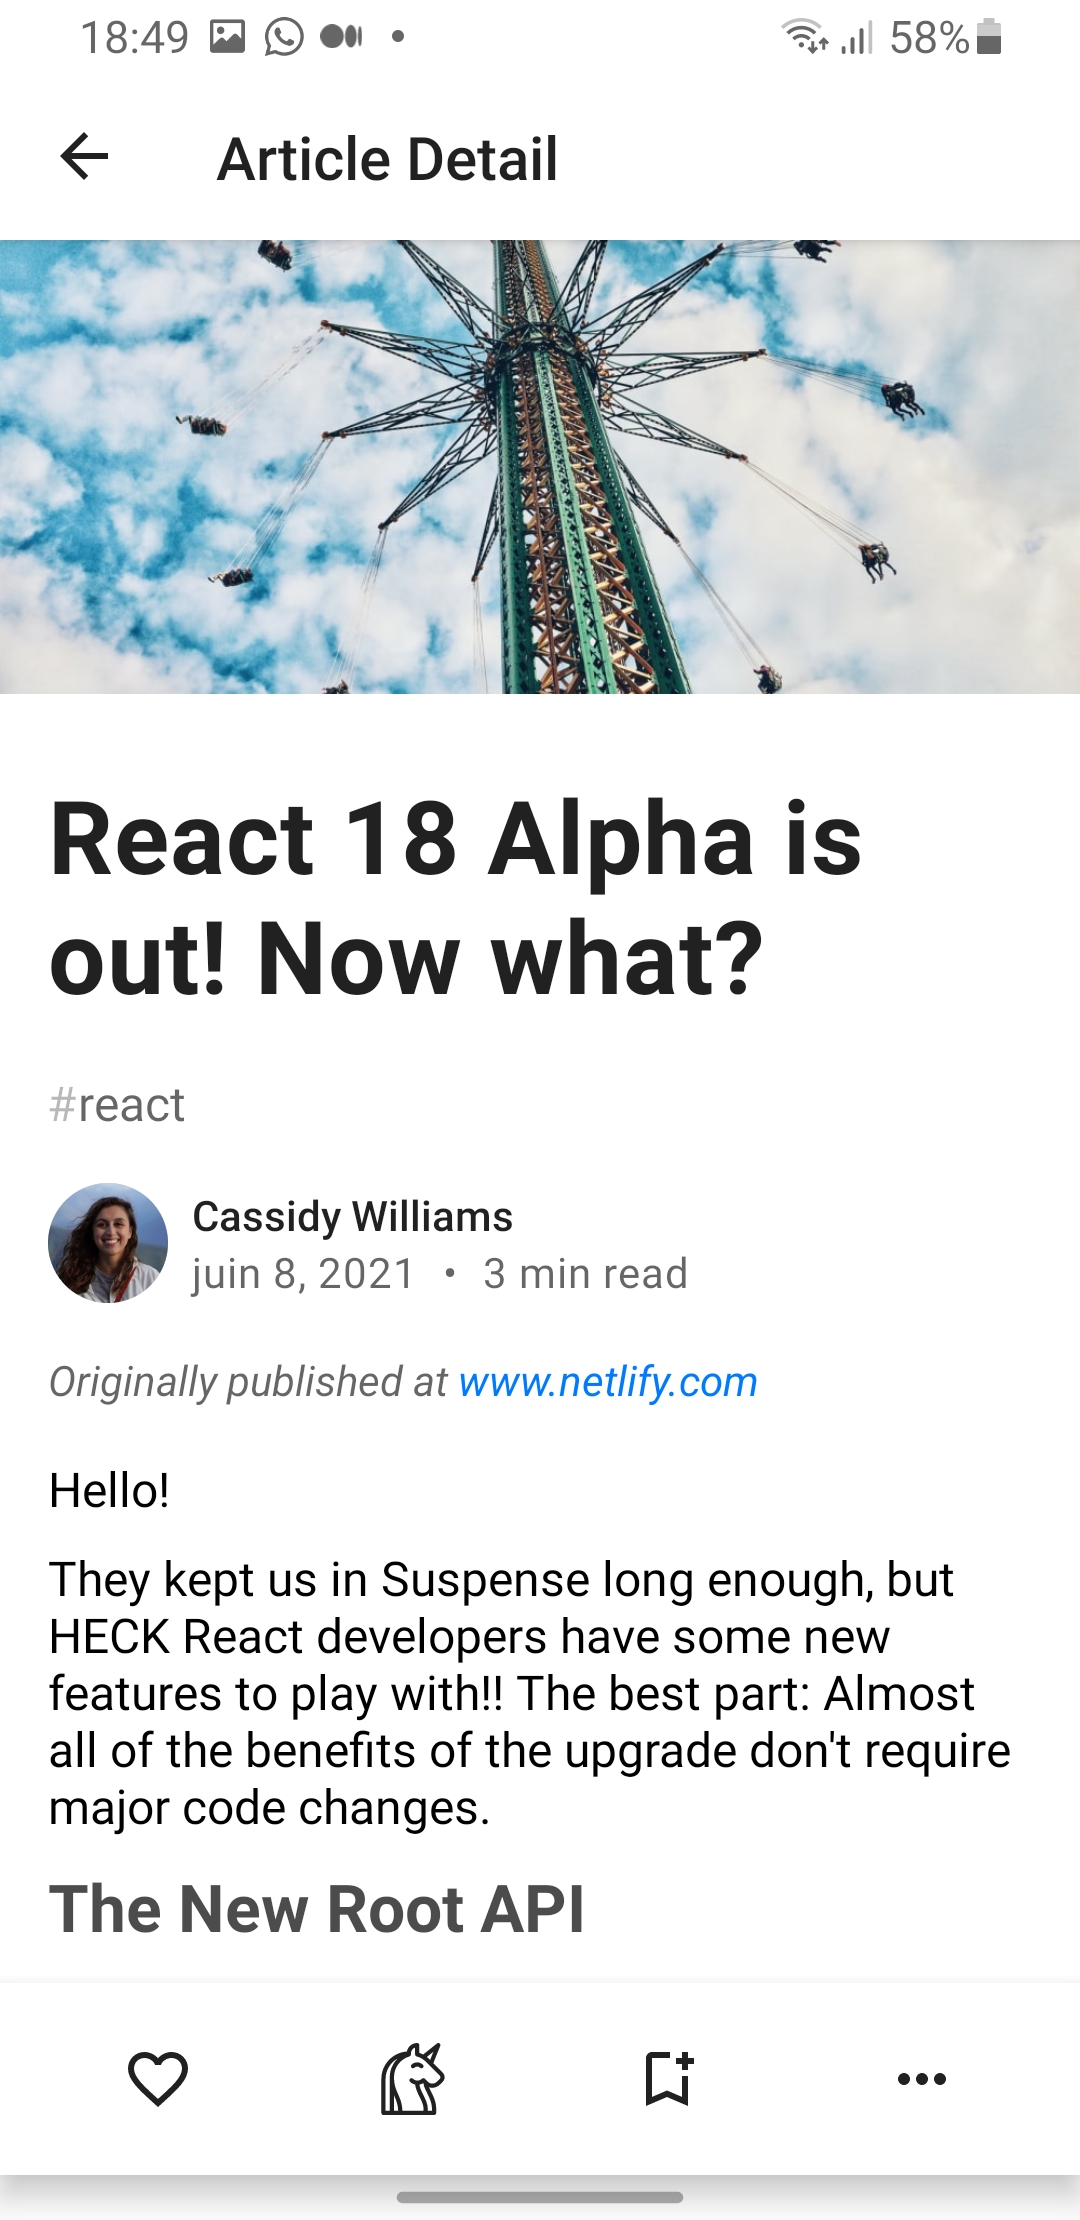 18:49
58%
Article Detail
React 18 Alpha is
out! Now what?
#react
Cassidy Williams
juin 8, 2021 • 3 min read
Originally published at www.netlify.com
Hello!
They kept us in Suspense long enough, but
HECK React developers have some new
features to play with!! The best part: Almost
all of the benefits of the upgrade don't require
major code changes.
The New Root API